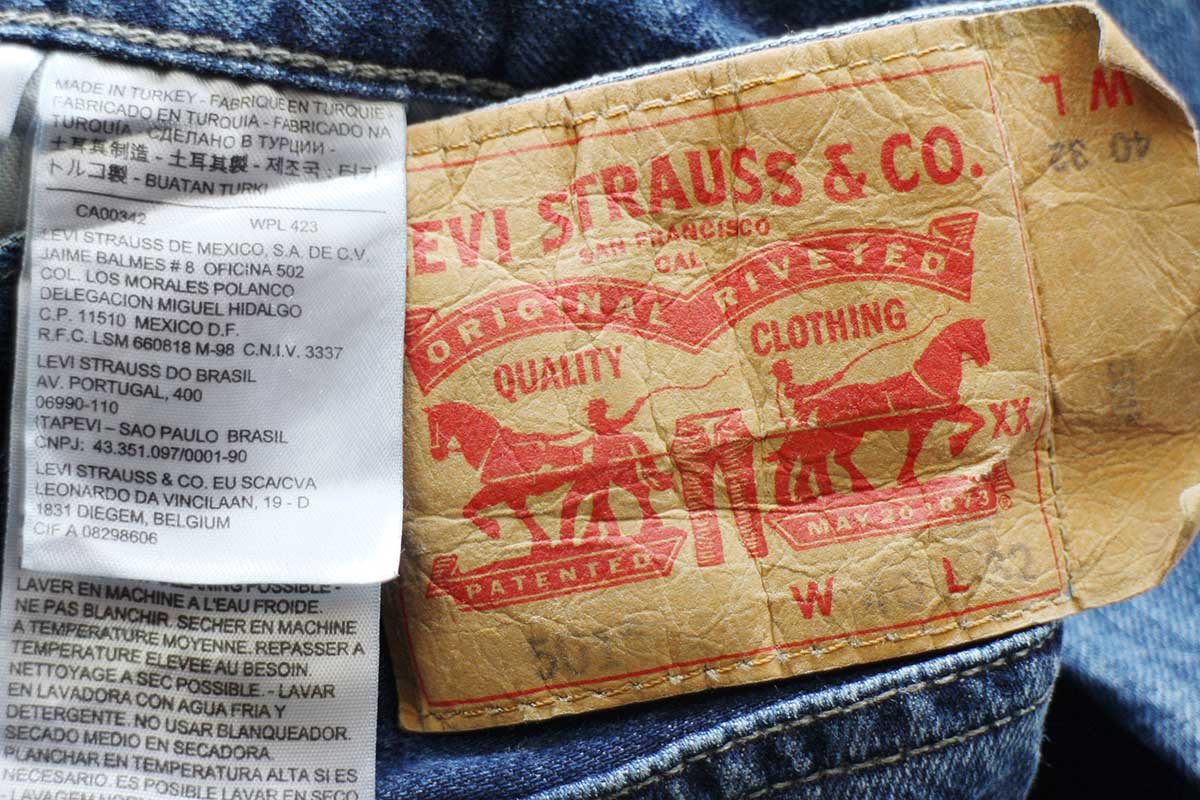 MADE IN TURKEY - FABRIQUE EN TURQUIE
FABRICADO EN TURQUIA - FABRICADO NA
TURQUÍA - СДЕЛАНО В ТУРЦИИ -
土耳其制造 - 土耳其製 - 제조국 : 터키
トルコ製 - BUATAN TURKI
CA00342 WPL 423
LEVI STRAUSS DE MEXICO, S.A. DE C.V.
JAIME BALMES # 8 OFICINA 502
COL. LOS MORALES POLANCO
DELEGACION MIGUEL HIDALGO
C.P. 11510 MEXICO D.F.
R.F.C. LSM 660818 M-98 C.N.I.V. 3337
LEVI STRAUSS DO BRASIL
AV. PORTUGAL, 400
06990-110
ITAPEVI – SAO PAULO BRASIL
CNPJ: 43.351.097/0001-90
LEVI STRAUSS & CO. EU SCA/CVA
LEONARDO DA VINCILAAN, 19 - D
1831 DIEGEM, BELGIUM
CIF A 08298606
POSSIBLE -
LAVER EN MACHINE A L'EAU FROIDE.
NE PAS BLANCHIR. SECHER EN MACHINE
A TEMPERATURE MOYENNE. REPASSER A
TEMPERATURE ELEVEE AU BESOIN.
NETTOYAGE A SEC POSSIBLE. - LAVAR
EN LAVADORA CON AGUA FRIA Y
DETERGENTE. NO USAR BLANQUEADOR.
SECADO MEDIO EN SECADORA.
PLANCHAR EN TEMPERATURA ALTA SI ES
NECESARIO. ES POSIBLE LAVAR EN SECO
LEVI STRAUSS & CO.
SAN FRANCISCO
CAL.
ORIGINAL RIVETED
QUALITY CLOTHING
XX
PATENTED MAY 20 1873 ®
W L
501
W L
40 32